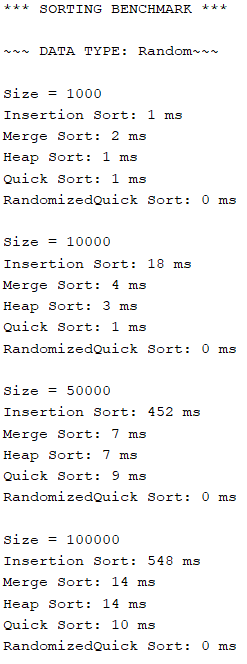 *** SORTING BENCHMARK ***
~~~ DATA TYPE: Random~~~
Size = 1000
Insertion Sort: 1 ms
Merge Sort: 2 ms
Heap Sort: 1 ms
Quick Sort: 1 ms
RandomizedQuick Sort: 0 ms
Size = 10000
Insertion Sort: 18 ms
Merge Sort: 4 ms
Heap Sort: 3 ms
Quick Sort: 1 ms
RandomizedQuick Sort: 0 ms
Size = 50000
Insertion Sort: 452 ms
Merge Sort: 7 ms
Heap Sort: 7 ms
Quick Sort: 9 ms
RandomizedQuick Sort: 0 ms
Size = 100000
Insertion Sort: 548 ms
Merge Sort: 14 ms
Heap Sort: 14 ms
Quick Sort: 10 ms
RandomizedQuick Sort: 0 ms